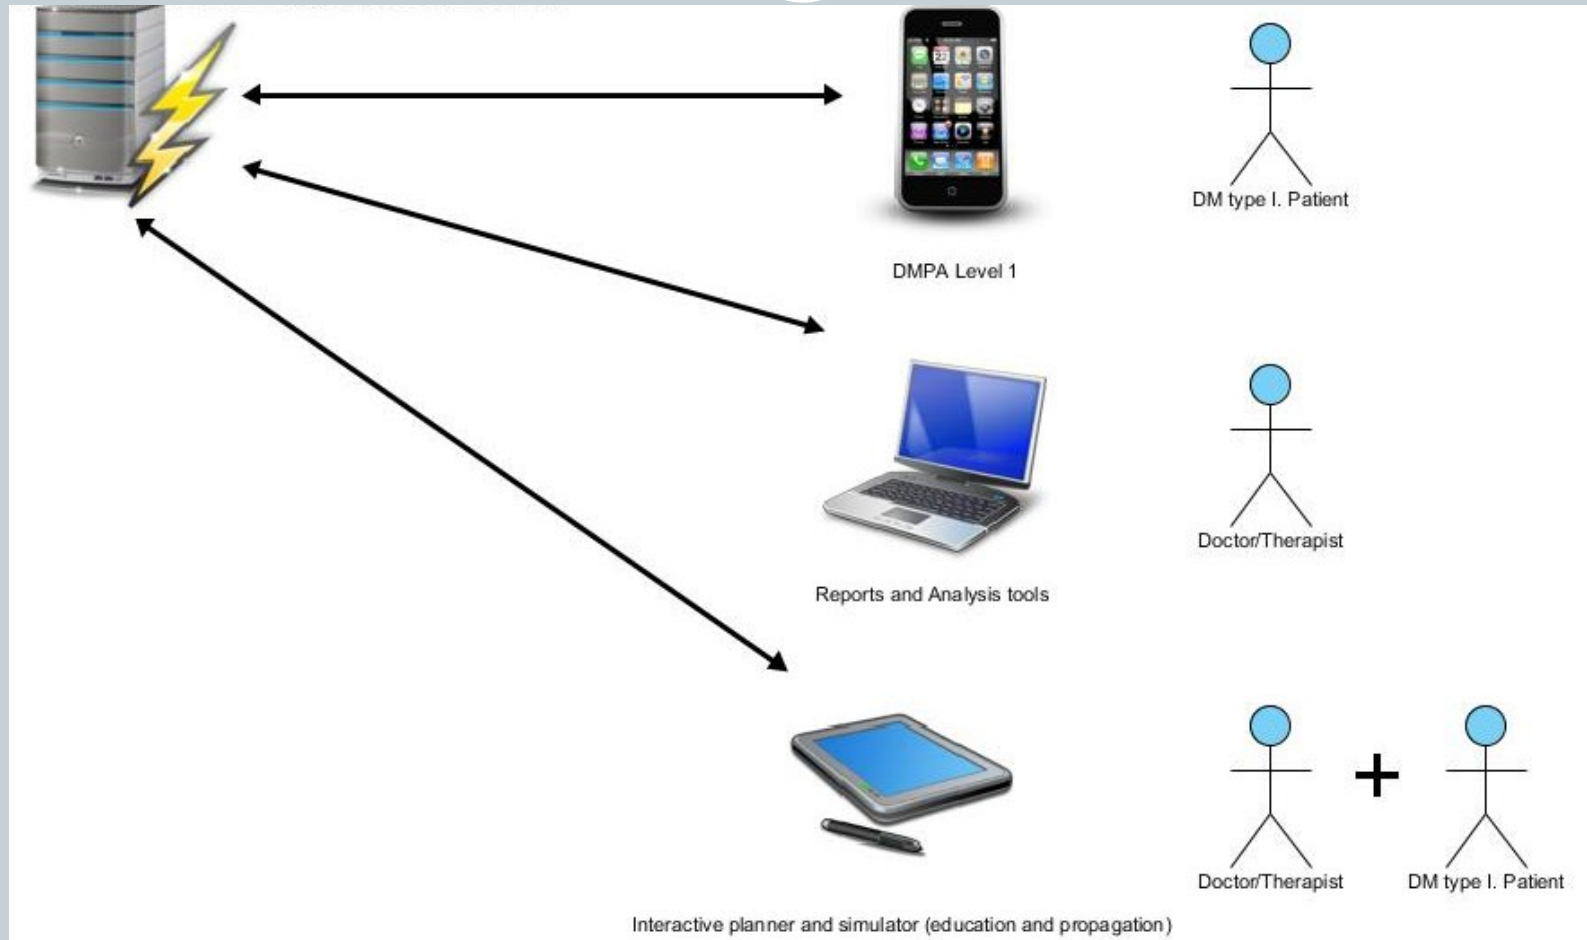 DM type I. Patient
DMPA Level 1
Doctor/Therapist
Reports and Analysis tools
Doctor/Therapist
DM type I. Patient
Interactive planner and simulator (education and propagation)